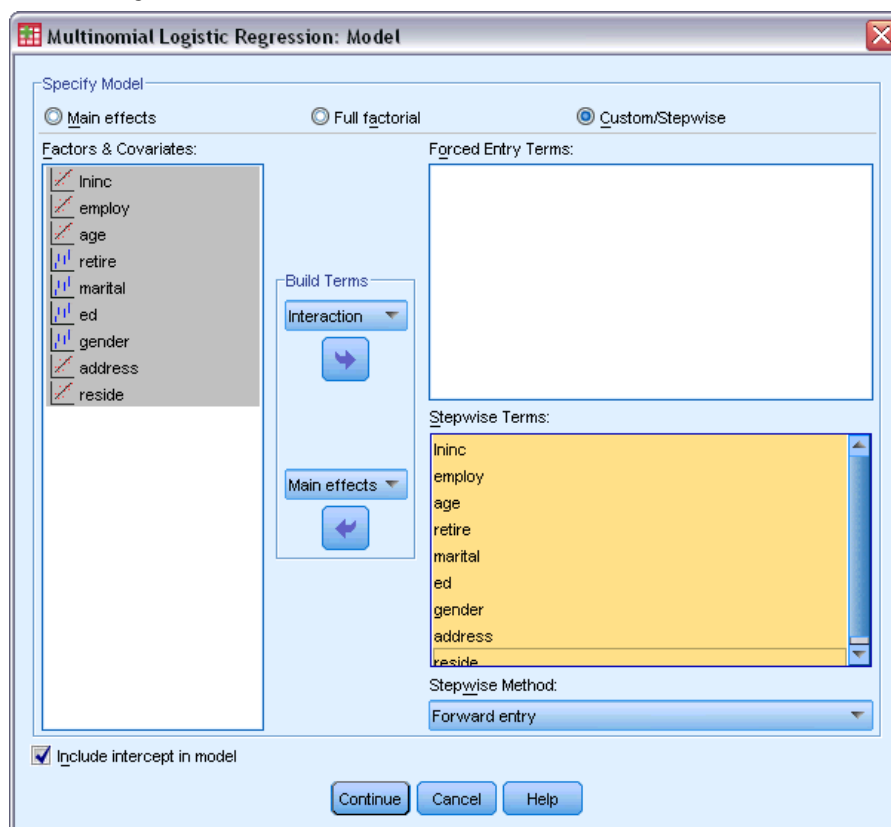 Multinomial Logistic Regression: Model
Specify Model
Main effects
Full factorial
Custom/Stepwise
Factors & Covariates:
lninc
employ
age
retire
marital
ed
gender
address
reside
Build Terms
Interaction
Main effects
Forced Entry Terms:
Stepwise Terms:
lninc
employ
age
retire
marital
ed
gender
address
reside
Stepwise Method:
Forward entry
Include intercept in model
Continue
Cancel
Help